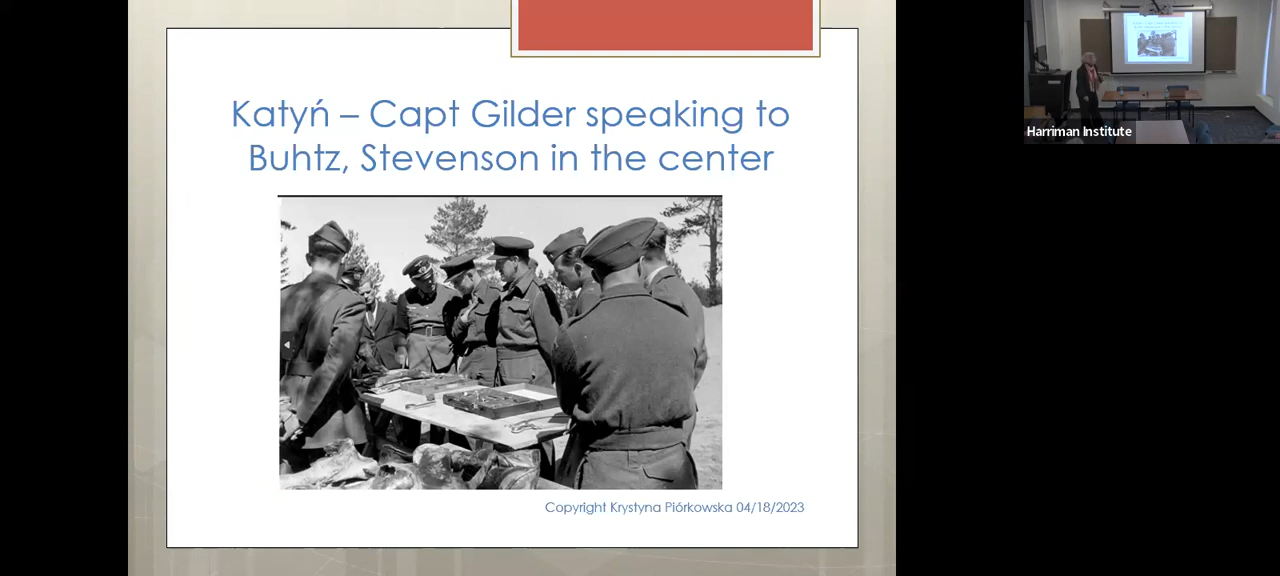 Katyń – Capt Gilder speaking to
Buhtz, Stevenson in the center
Copyright Krystyna Piórkowska 04/18/2023
Harriman Institute